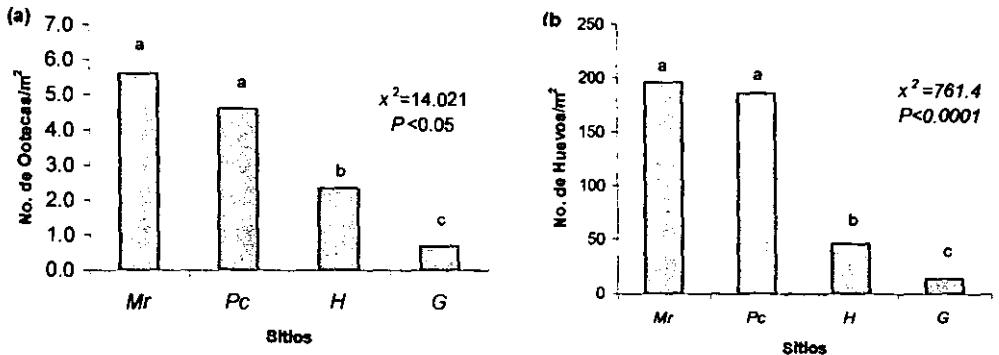 (a)
7.0
6.0
5.0
4.0
3.0
2.0
1.0
0.0
No. de Ootecas/m²
a
a
b
c
x²=14.021
P<0.05
Mr Pc H G
Sitios
(b
250
200
150
100
50
0
No. de Huevos/m²
a
a
b
c
x²=761.4
P<0.0001
Mr Pc H G
Sitios